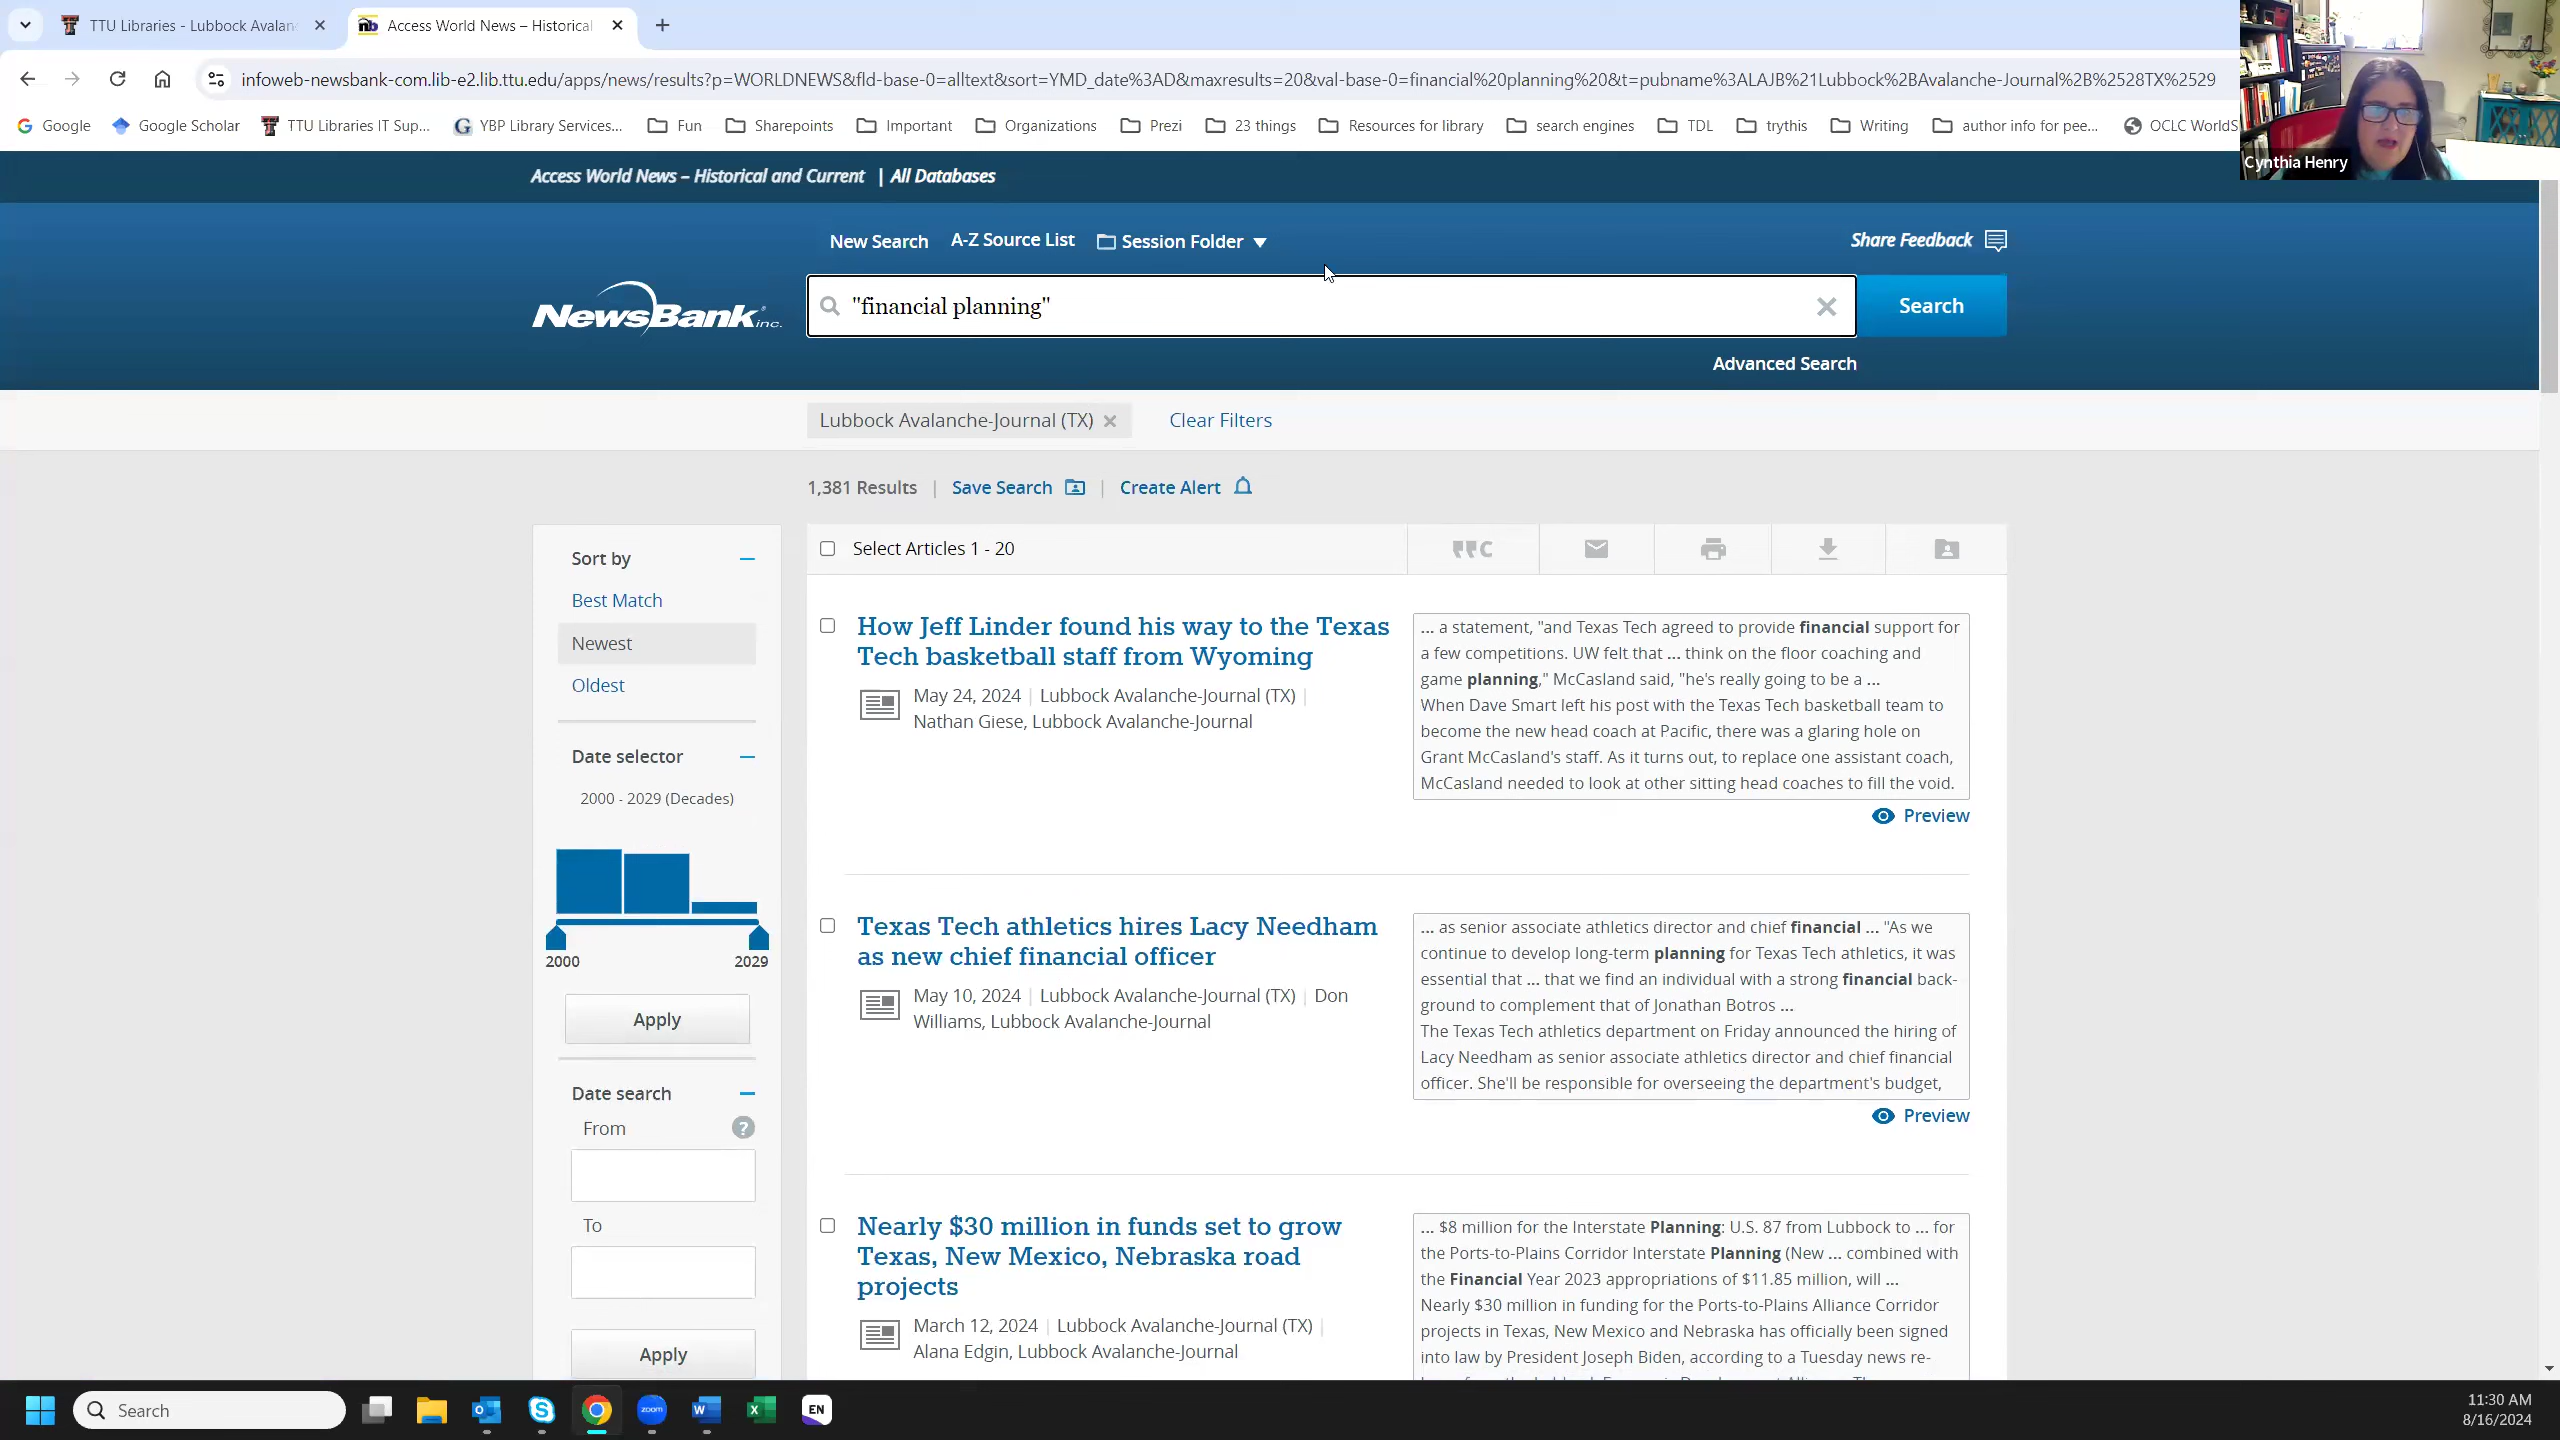 TTU Libraries - Lubbock Avalan
Access World News – Historical
infoweb-newsbank-com.lib-e2.lib.ttu.edu/apps/news/results?p=WORLDNEWS&fld-base-0=alltext&sort=YMD_date%3AD&maxresults=20&val-base-0=financial%20planning%20&t=pubname%3ALAJB%21Lubbock%2BAvalanche-Journal%2B%2528TX%2529
Google
Google Scholar
TTU Libraries IT Sup...
YBP Library Services...
Fun
Sharepoints
Important
Organizations
Prezi
23 things
Resources for library
search engines
TDL
trythis
Writing
author info for pee...
OCLC WorldS
Cynthia Henry
Access World News – Historical and Current | All Databases
New Search
A-Z Source List
Session Folder
Share Feedback
NewsBank inc.
"financial planning"
Search
Advanced Search
Lubbock Avalanche-Journal (TX)
Clear Filters
1,381 Results | Save Search | Create Alert
Sort by
Best Match
Newest
Oldest
Date selector
2000 - 2029 (Decades)
2000
2029
Apply
Date search
From
?
To
Apply
Select Articles 1 - 20
C
How Jeff Linder found his way to the Texas
Tech basketball staff from Wyoming
May 24, 2024 | Lubbock Avalanche-Journal (TX) |
Nathan Giese, Lubbock Avalanche-Journal
... a statement, "and Texas Tech agreed to provide financial support for
a few competitions. UW felt that ... think on the floor coaching and
game planning," McCasland said, "he's really going to be a ...
When Dave Smart left his post with the Texas Tech basketball team to
become the new head coach at Pacific, there was a glaring hole on
Grant McCasland's staff. As it turns out, to replace one assistant coach,
McCasland needed to look at other sitting head coaches to fill the void.
Preview
Texas Tech athletics hires Lacy Needham
as new chief financial officer
May 10, 2024 | Lubbock Avalanche-Journal (TX) | Don
Williams, Lubbock Avalanche-Journal
... as senior associate athletics director and chief financial ... "As we
continue to develop long-term planning for Texas Tech athletics, it was
essential that ... that we find an individual with a strong financial back-
ground to complement that of Jonathan Botros ...
The Texas Tech athletics department on Friday announced the hiring of
Lacy Needham as senior associate athletics director and chief financial
officer. She'll be responsible for overseeing the department's budget,
Preview
Nearly $30 million in funds set to grow
Texas, New Mexico, Nebraska road
projects
March 12, 2024 | Lubbock Avalanche-Journal (TX) |
Alana Edgin, Lubbock Avalanche-Journal
... $8 million for the Interstate Planning: U.S. 87 from Lubbock to ... for
the Ports-to-Plains Corridor Interstate Planning (New ... combined with
the Financial Year 2023 appropriations of $11.85 million, will ...
Nearly $30 million in funding for the Ports-to-Plains Alliance Corridor
projects in Texas, New Mexico and Nebraska has officially been signed
into law by President Joseph Biden, according to a Tuesday news re-
Search
zoom
EN
11:30 AM
8/16/2024